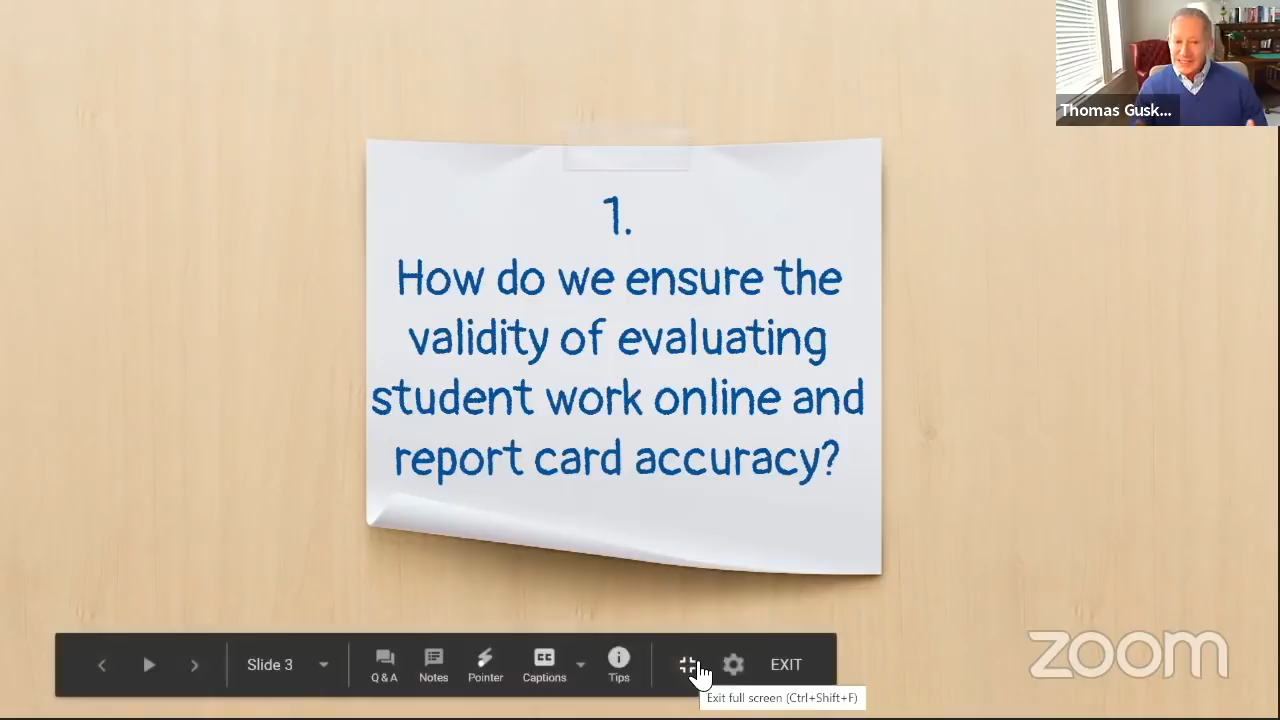 Thomas Gusk...
1.
How do we ensure the
validity of evaluating
student work online and
report card accuracy?
Slide 3
Q & A
Notes
Pointer
Captions
Tips
EXIT
Exit full screen (Ctrl+Shift+F)
zoom